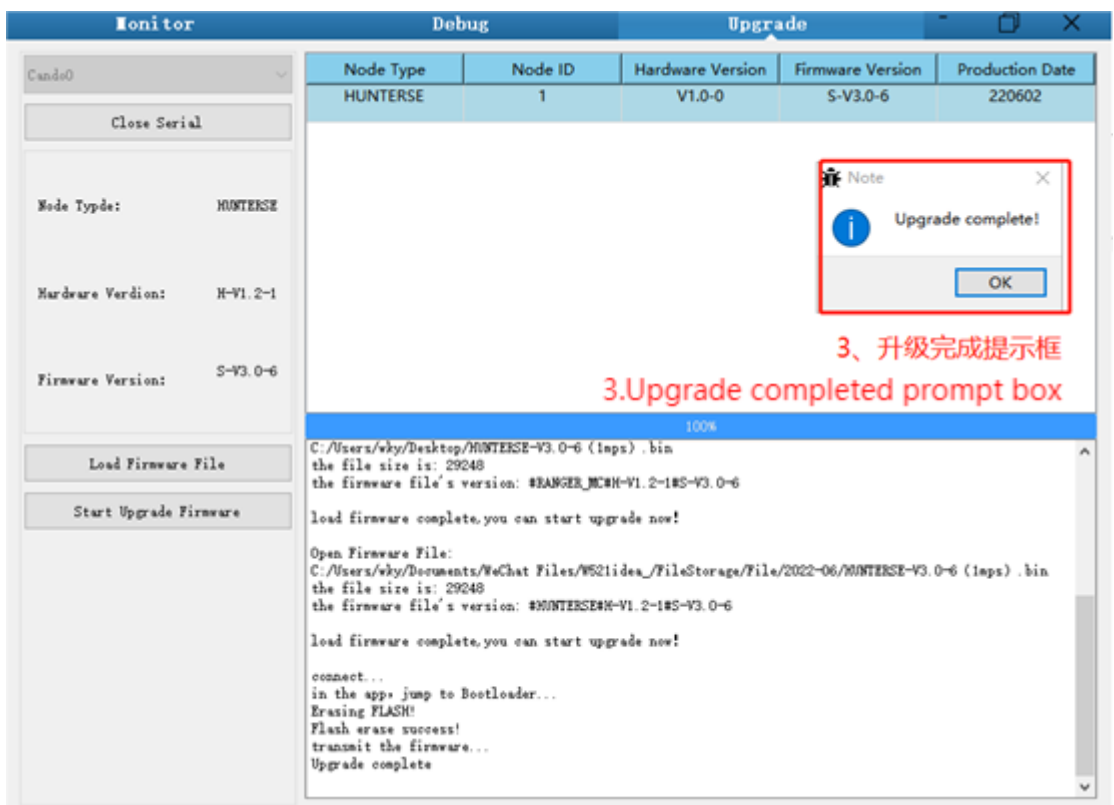 Monitor Debug Upgrade
Cando0
Close Serial
Node Typde: HUNTERSE
Hardware Verdion: H-V1.2-1
Firmware Version: S-V3.0-6
Load Firmware File
Start Upgrade Firmware
Node Type Node ID Hardware Version Firmware Version Production Date
HUNTERSE 1 V1.0-0 S-V3.0-6 220602
Note
Upgrade complete!
OK
3、升级完成提示框
3.Upgrade completed prompt box
100%
C:/Users/wky/Desktop/HUNTERSE-V3.0-6 (1mps) .bin
the file size is: 29248
the firmware file's version: #RANGER_MC#H-V1.2-1#S-V3.0-6
load firmware complete,you can start upgrade now!
Open Firmware File:
C:/Users/wky/Documents/WeChat Files/W521idea_/FileStorage/File/2022-06/HUNTERSE-V3.0-6 (1mps) .bin
the file size is: 29248
the firmware file's version: #HUNTERSE#H-V1.2-1#S-V3.0-6
load firmware complete,you can start upgrade now!
connect...
in the app, jump to Bootloader...
Erasing FLASH!
Flash erase success!
transmit the firmware...
Upgrade complete